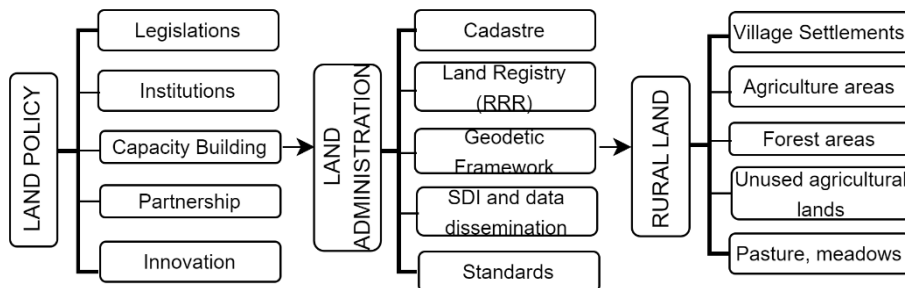 LAND POLICY
Legislations
Institutions
Capacity Building
Partnership
Innovation
LAND
ADMINISTRATION
Cadastre
Land Registry
(RRR)
Geodetic
Framework
SDI and data
dissemination
Standards
RURAL LAND
Village Settlements
Agriculture areas
Forest areas
Unused agricultural
lands
Pasture, meadows